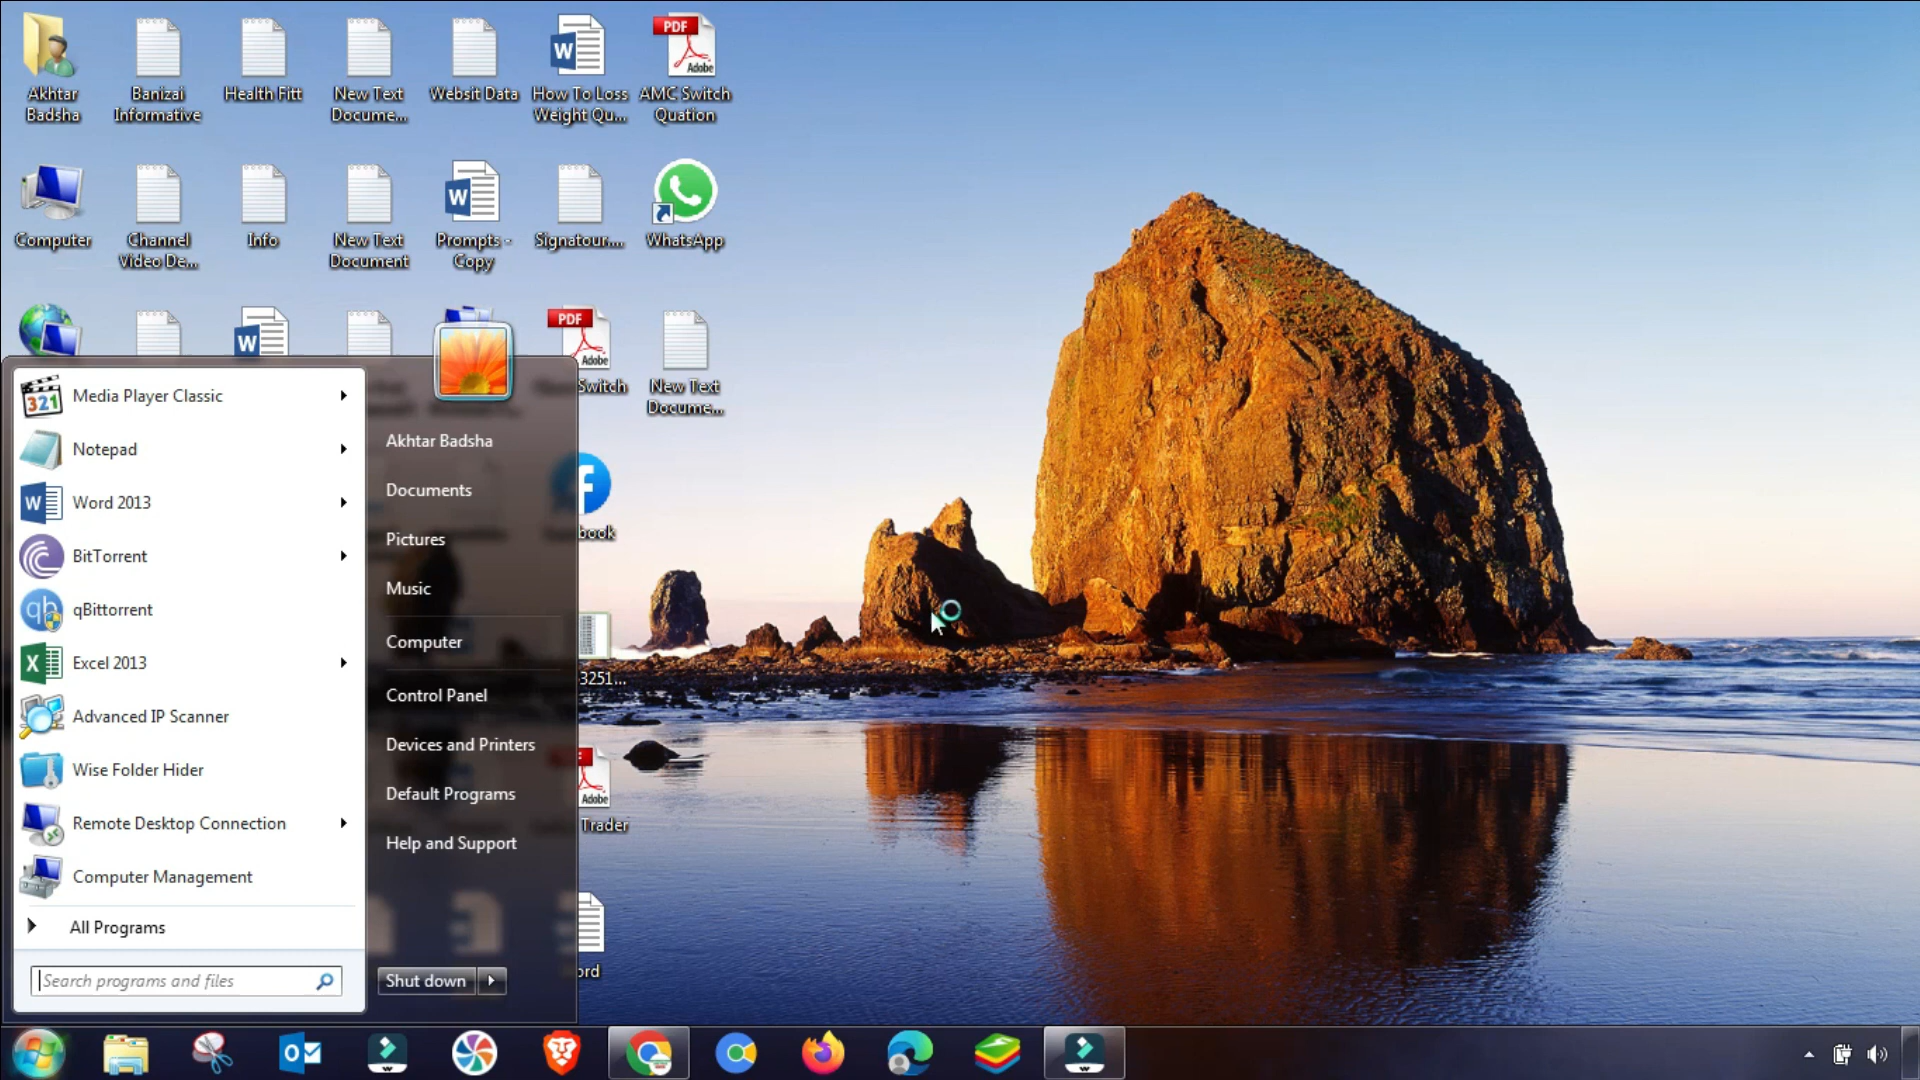 Akhtar
Badsha
Banizai
Informative
Health Fitt
New Text
Docume...
Websit Data
How To Loss
Weight Qu...
PDF
Adobe
AMC Switch
Quation
Computer
Channel
Video De...
Info
New Text
Document
Prompts -
Copy
Signatour....
WhatsApp
PDF
Adobe
Switch
New Text
Docume...
book
3251...
Adobe
Trader
ord
Media Player Classic
Notepad
Word 2013
BitTorrent
qBittorrent
Excel 2013
Advanced IP Scanner
Wise Folder Hider
Remote Desktop Connection
Computer Management
All Programs
Search programs and files
Akhtar Badsha
Documents
Pictures
Music
Computer
Control Panel
Devices and Printers
Default Programs
Help and Support
Shut down